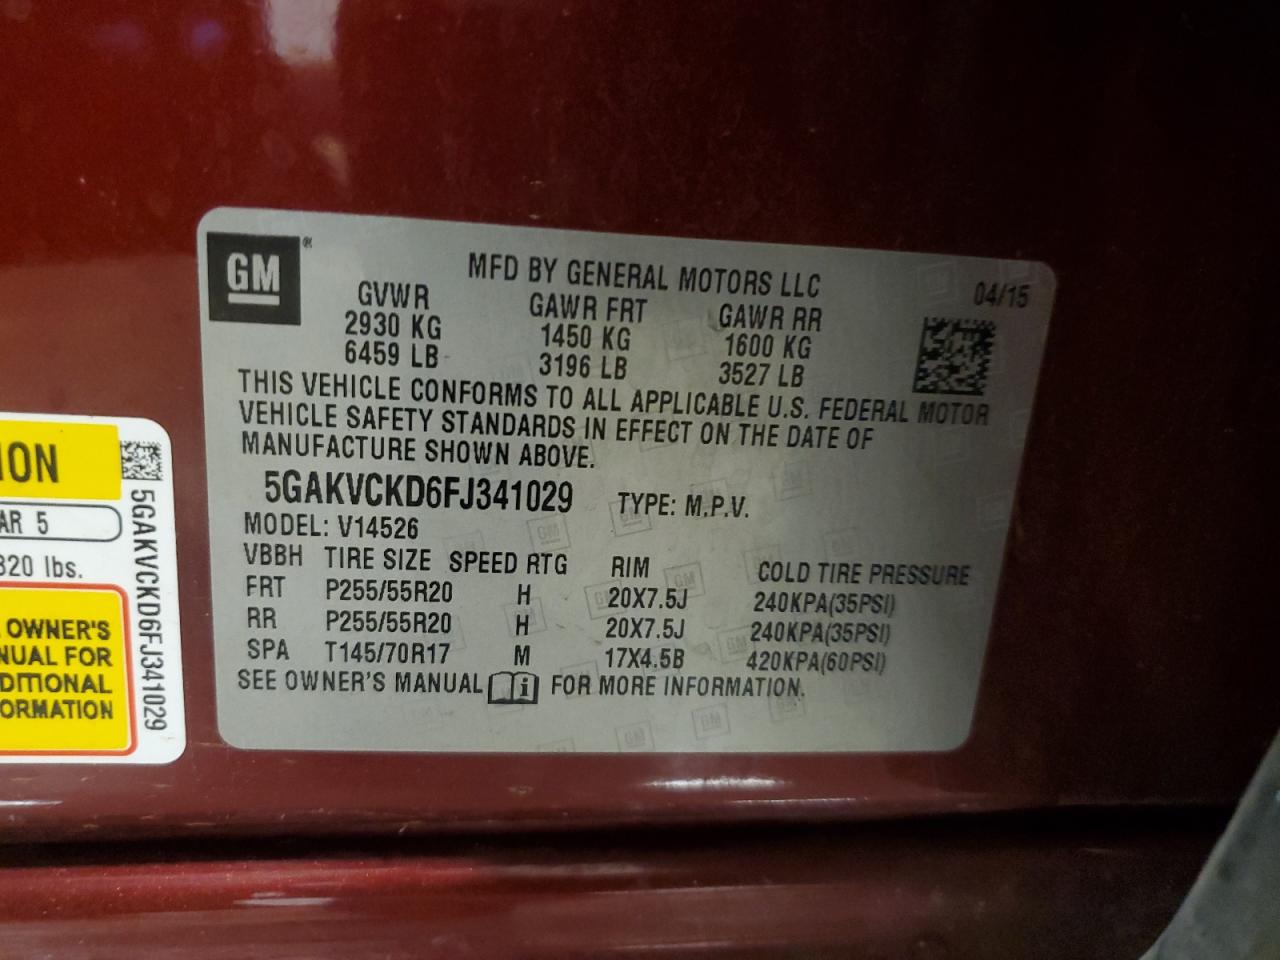 GM ®
MFD BY GENERAL MOTORS LLC
04/15
GVWR GAWR FRT GAWR RR
2930 KG 1450 KG 1600 KG
6459 LB 3196 LB 3527 LB
THIS VEHICLE CONFORMS TO ALL APPLICABLE U.S. FEDERAL MOTOR
VEHICLE SAFETY STANDARDS IN EFFECT ON THE DATE OF
MANUFACTURE SHOWN ABOVE.
5GAKVCKD6FJ341029 TYPE: M.P.V.
MODEL: V14526
VBBH TIRE SIZE SPEED RTG RIM COLD TIRE PRESSURE
FRT P255/55R20 H 20X7.5J 240KPA(35PSI)
RR P255/55R20 H 20X7.5J 240KPA(35PSI)
SPA T145/70R17 M 17X4.5B 420KPA(60PSI)
SEE OWNER'S MANUAL i FOR MORE INFORMATION.
ION
AR 5
320 lbs.
OWNER'S
NUAL FOR
DITIONAL
ORMATION
5GAKVCKD6FJ341029